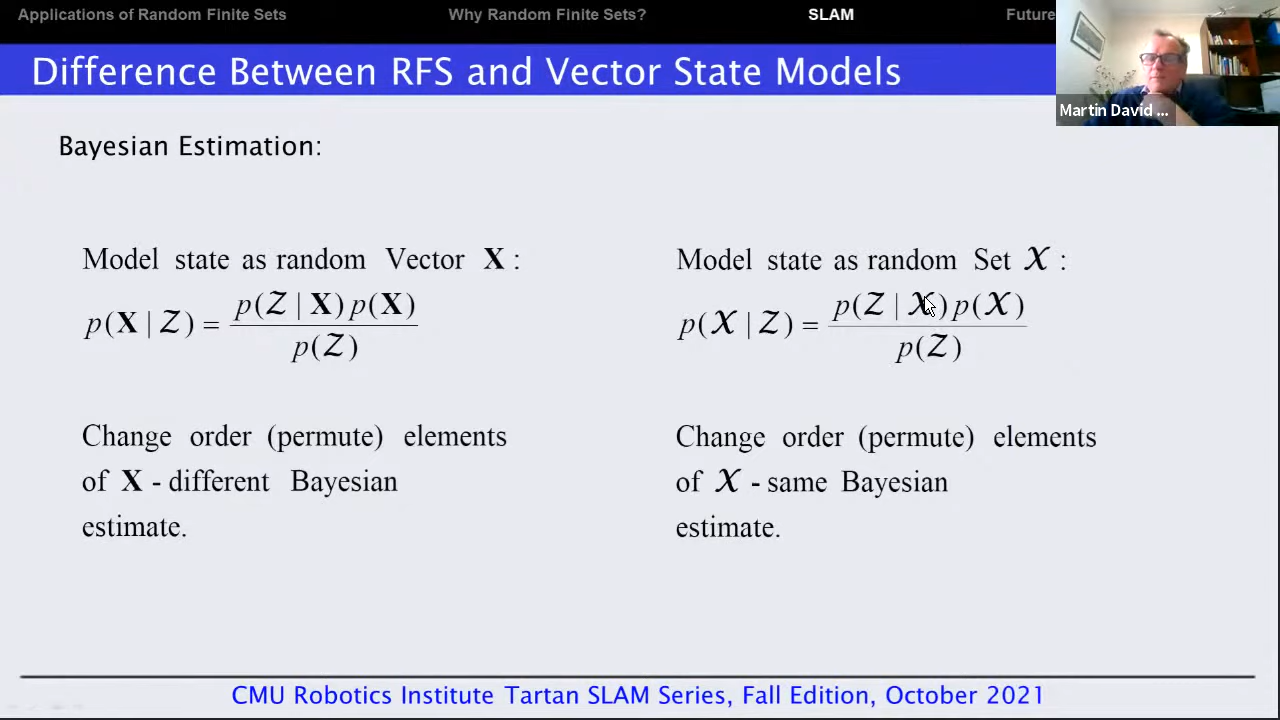 Applications of Random Finite Sets Why Random Finite Sets? SLAM Future
Difference Between RFS and Vector State Models
Martin David ...
Bayesian Estimation:
Model state as random Vector X :
p(X | Z) = p(Z | X) p(X) / p(Z)
Change order (permute) elements
of X - different Bayesian
estimate.
Model state as random Set 𝒳 :
p(𝒳 | Z) = p(Z | 𝒳) p(𝒳) / p(Z)
Change order (permute) elements
of 𝒳 - same Bayesian
estimate.
CMU Robotics Institute Tartan SLAM Series, Fall Edition, October 2021